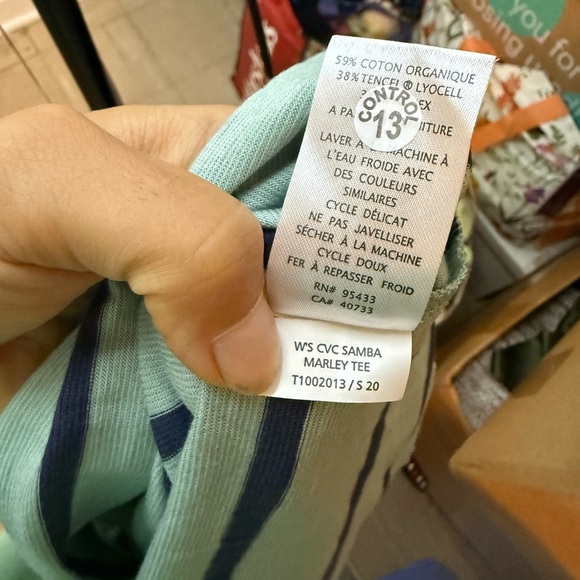 59% COTON ORGANIQUE
38% TENCEL® LYOCELL
CONTROL
13
LAVER À MACHINE À
L'EAU FROIDE AVEC
DES COULEURS
SIMILAIRES
CYCLE DÉLICAT
NE PAS JAVELLISER
SÉCHER À LA MACHINE
CYCLE DOUX
FER À REPASSER FROID
RN# 95433
CA# 40733
W'S CVC SAMBA
MARLEY TEE
T1002013 / S 20
you for